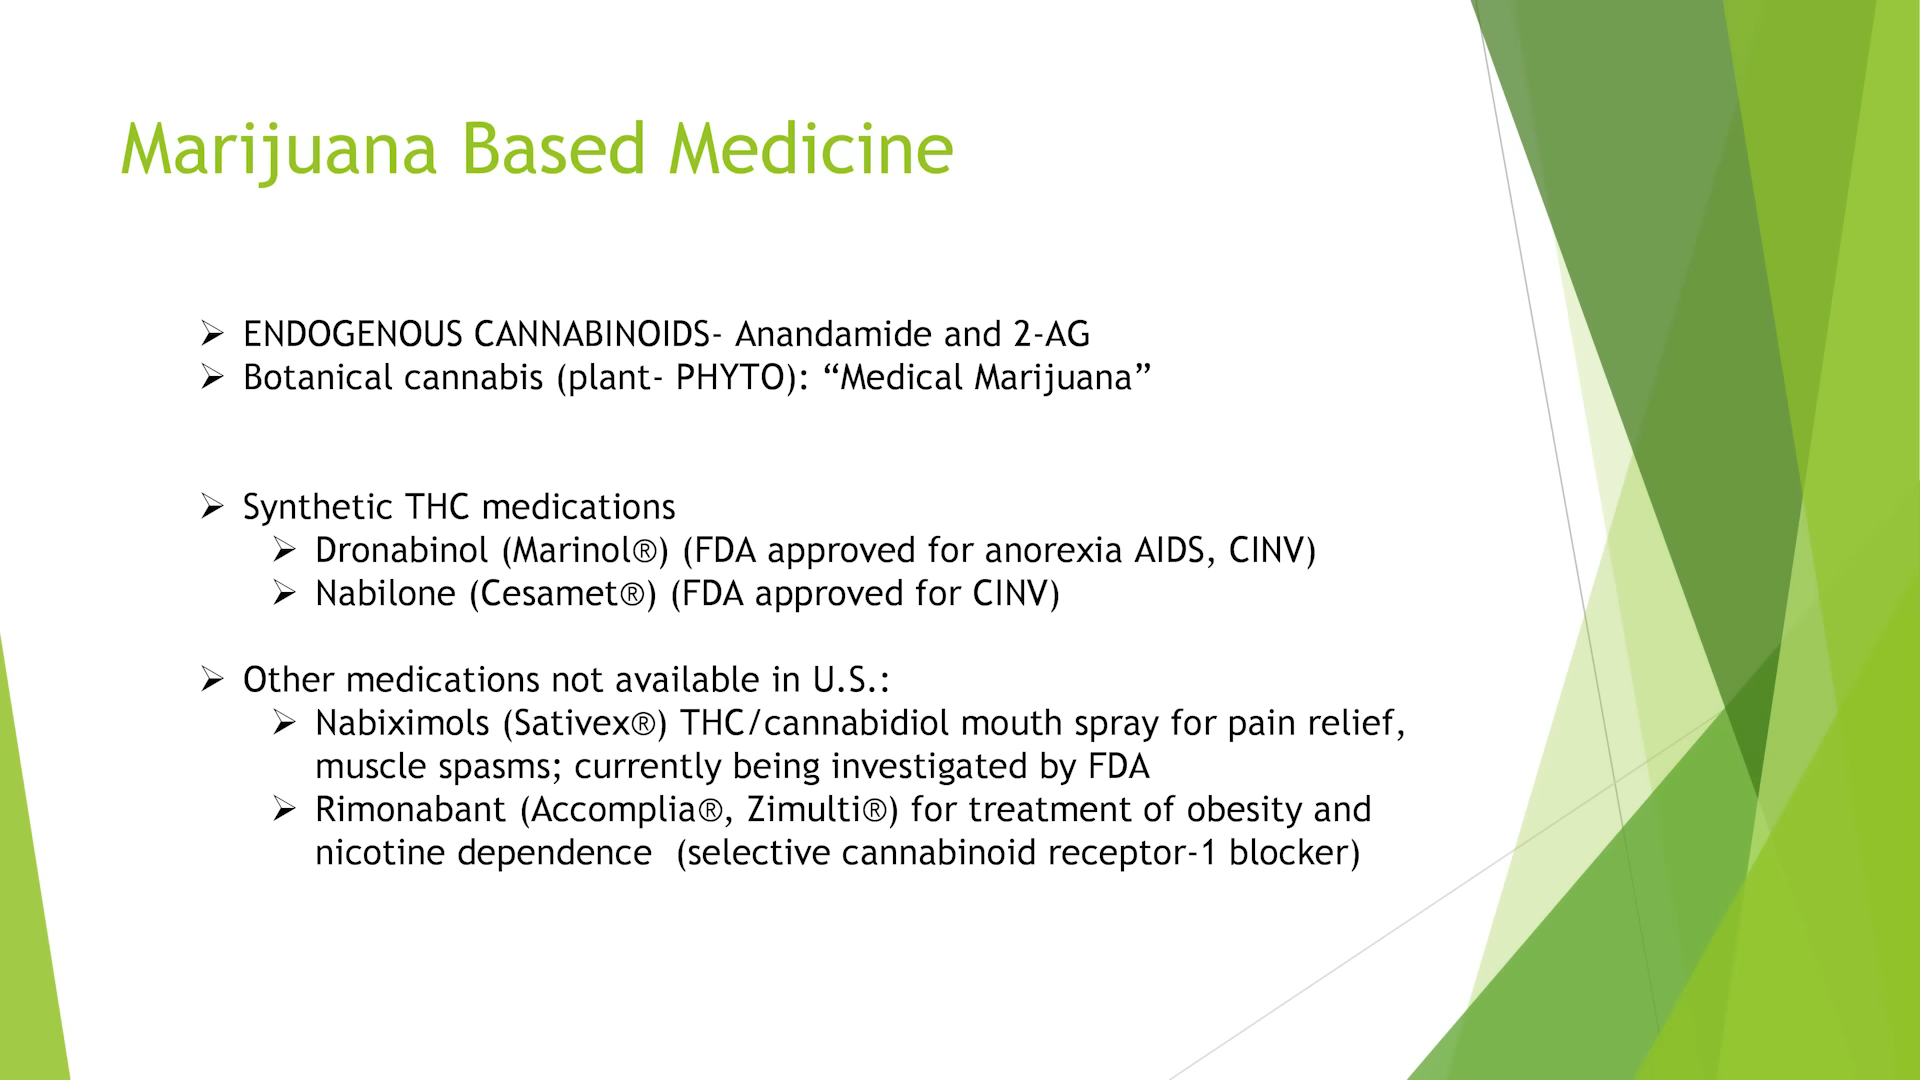 Marijuana Based Medicine
➢ ENDOGENOUS CANNABINOIDS- Anandamide and 2-AG
➢ Botanical cannabis (plant- PHYTO): “Medical Marijuana”
➢ Synthetic THC medications
➢ Dronabinol (Marinol®) (FDA approved for anorexia AIDS, CINV)
➢ Nabilone (Cesamet®) (FDA approved for CINV)
➢ Other medications not available in U.S.:
➢ Nabiximols (Sativex®) THC/cannabidiol mouth spray for pain relief,
muscle spasms; currently being investigated by FDA
➢ Rimonabant (Accomplia®, Zimulti®) for treatment of obesity and
nicotine dependence  (selective cannabinoid receptor-1 blocker)